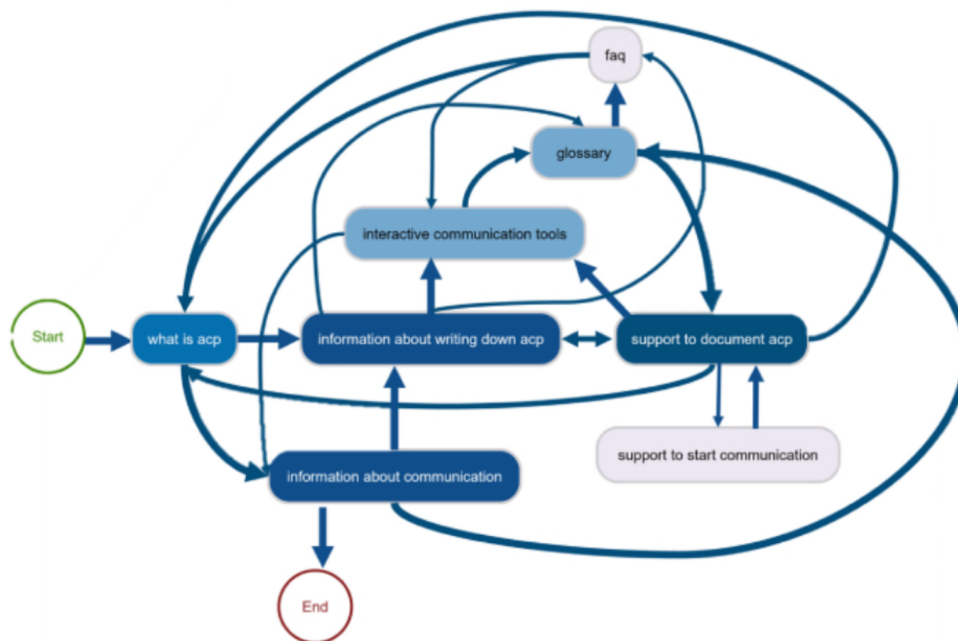 faq
glossary
interactive communication tools
Start
what is acp
information about writing down acp
support to document acp
support to start communication
information about communication
End